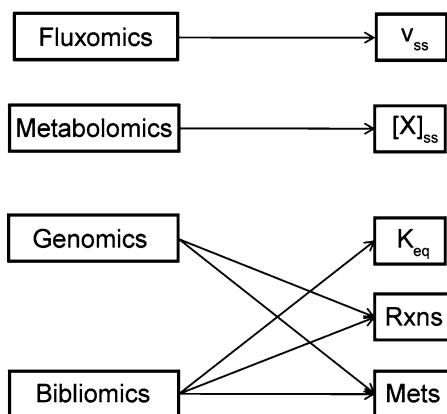 Fluxomics
v_ss
Metabolomics
[X]_ss
Genomics
K_eq
Rxns
Bibliomics
Mets